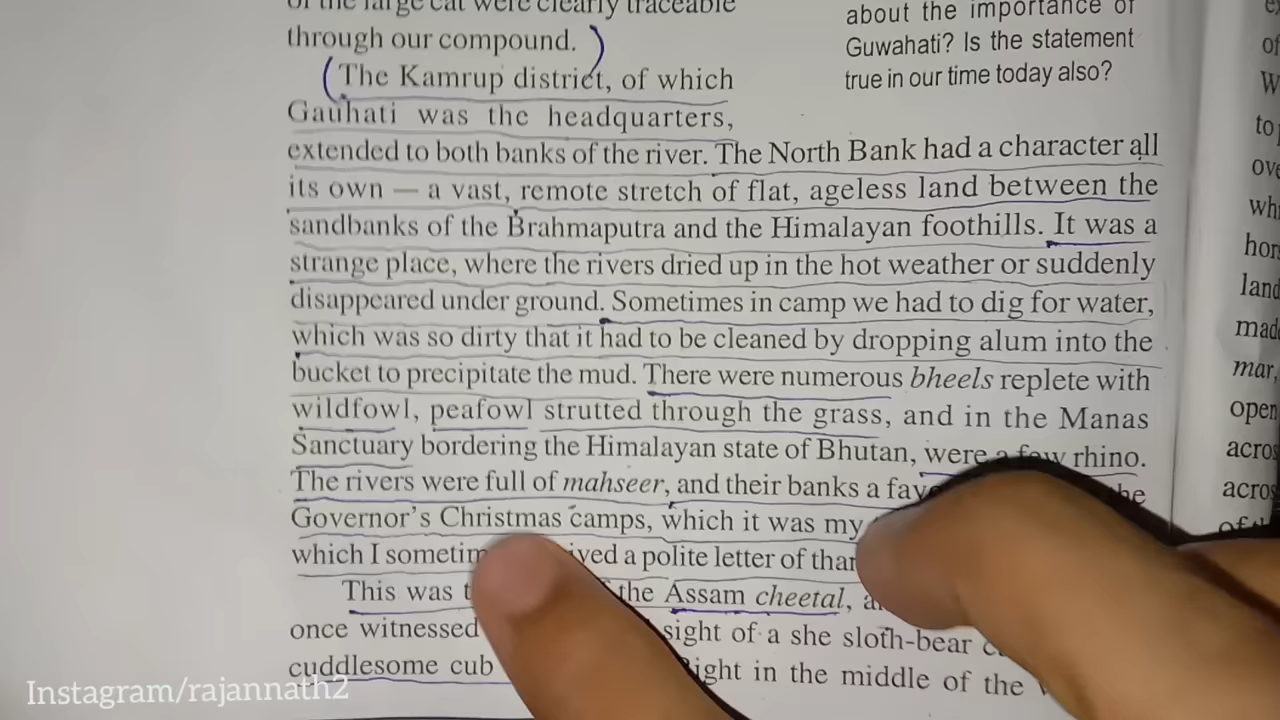 of the large cat were clearly traceable
through our compound.
The Kamrup district, of which
Gauhati was the headquarters,
about the importance of
Guwahati? Is the statement
true in our time today also?
extended to both banks of the river. The North Bank had a character all
its own — a vast, remote stretch of flat, ageless land between the
sandbanks of the Brahmaputra and the Himalayan foothills. It was a
strange place, where the rivers dried up in the hot weather or suddenly
disappeared under ground. Sometimes in camp we had to dig for water,
which was so dirty that it had to be cleaned by dropping alum into the
bucket to precipitate the mud. There were numerous bheels replete with
wildfowl, peafowl strutted through the grass, and in the Manas
Sanctuary bordering the Himalayan state of Bhutan, were a few rhino.
The rivers were full of mahseer, and their banks a
Governor's Christmas camps, which it was my
which I a polite letter of
This was the Assam cheetal,
once witnessed sight of a she sloth-bear
cuddlesome cub in the middle of the
of
to
hor
land
mad
mar,
open
acros
acros
Instagram/rajannath2